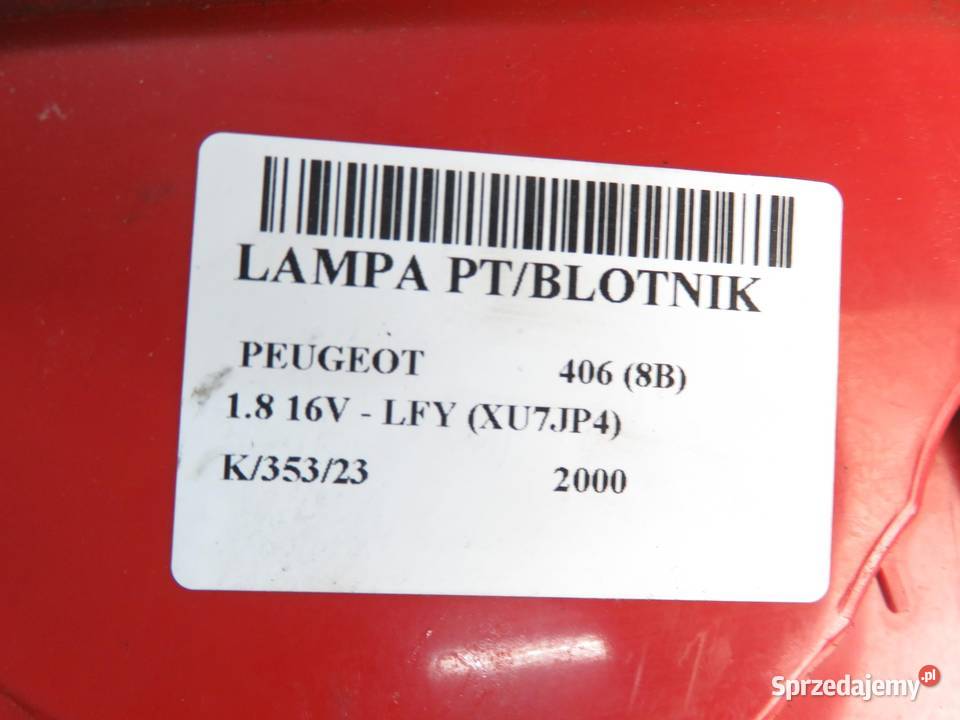 LAMPA PT/BLOTNIK
PEUGEOT 406 (8B)
1.8 16V - LFY (XU7JP4)
K/353/23 2000
Sprzedajemy.pl